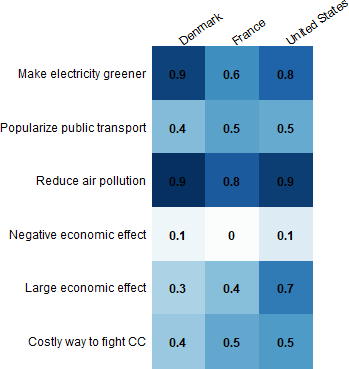 Denmark France United States
Make electricity greener 0.9 0.6 0.8
Popularize public transport 0.4 0.5 0.5
Reduce air pollution 0.9 0.8 0.9
Negative economic effect 0.1 0 0.1
Large economic effect 0.3 0.4 0.7
Costly way to fight CC 0.4 0.5 0.5